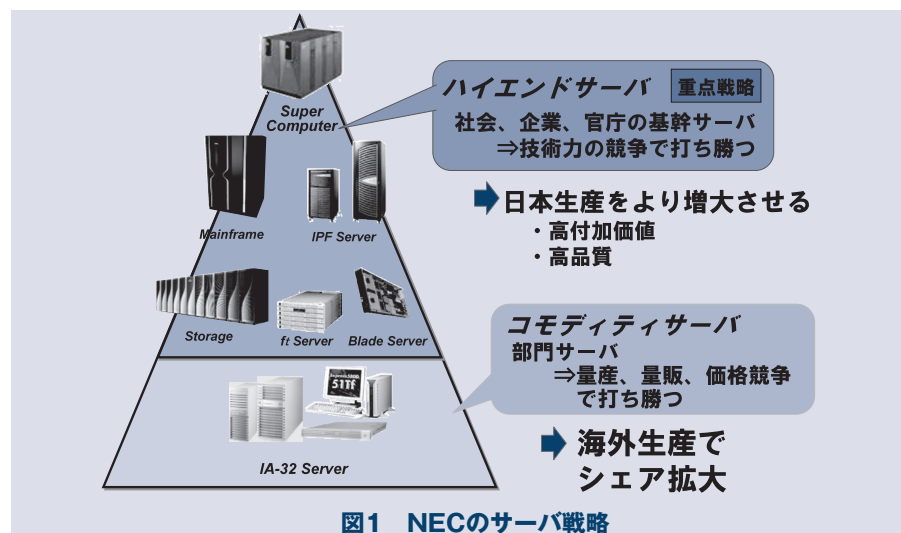 Super
Computer
ハイエンドサーバ 重点戦略
社会、企業、官庁の基幹サーバ
⇒技術力の競争で打ち勝つ
Mainframe
IPF Server
日本生産をより増大させる
・高付加価値
・高品質
Storage
ft Server
Blade Server
コモディティサーバ
部門サーバ
⇒量産、量販、価格競争
で打ち勝つ
51Tf
IA-32 Server
海外生産で
シェア拡大
図1 NECのサーバ戦略